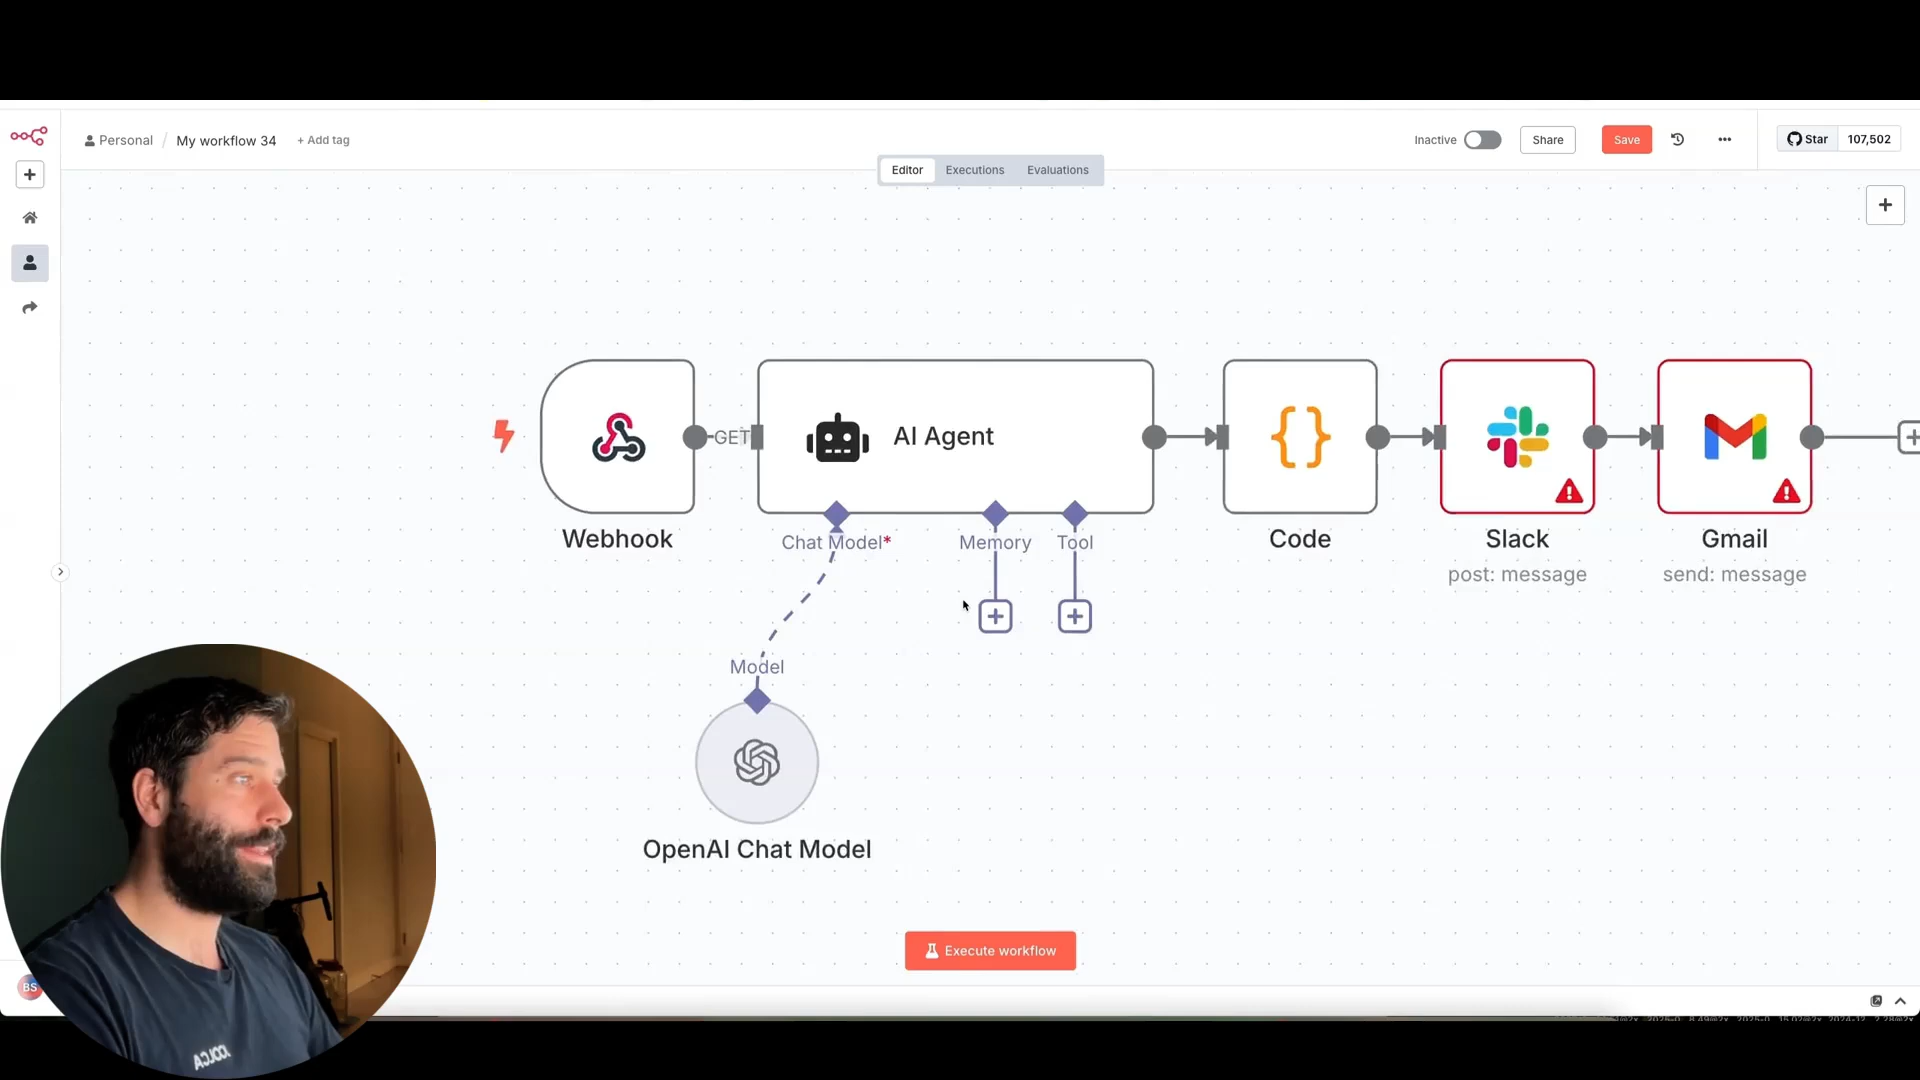 Personal / My workflow 34 + Add tag
Inactive Share Save ... Star 107,502
Editor Executions Evaluations
GET
AI Agent
Webhook
Chat Model*
Memory
Tool
Code
Slack
Gmail
post: message
send: message
Model
OpenAI Chat Model
Execute workflow
BS